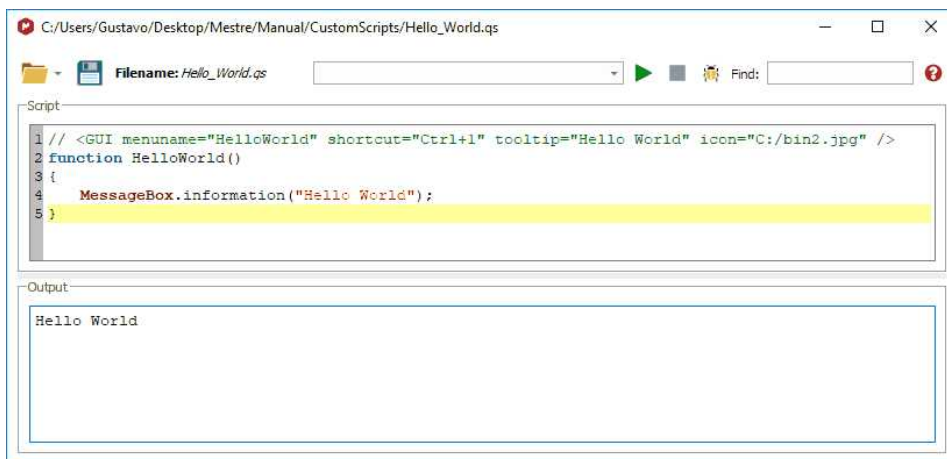 C:/Users/Gustavo/Desktop/Mestre/Manual/CustomScripts/Hello_World.qs
Filename: Hello_World.qs Find:
Script
1 // <GUI menuname="HelloWorld" shortcut="Ctrl+1" tooltip="Hello World" icon="C:/bin2.jpg" />
2 function HelloWorld()
3 {
4 MessageBox.information("Hello World");
5 }
Output
Hello World